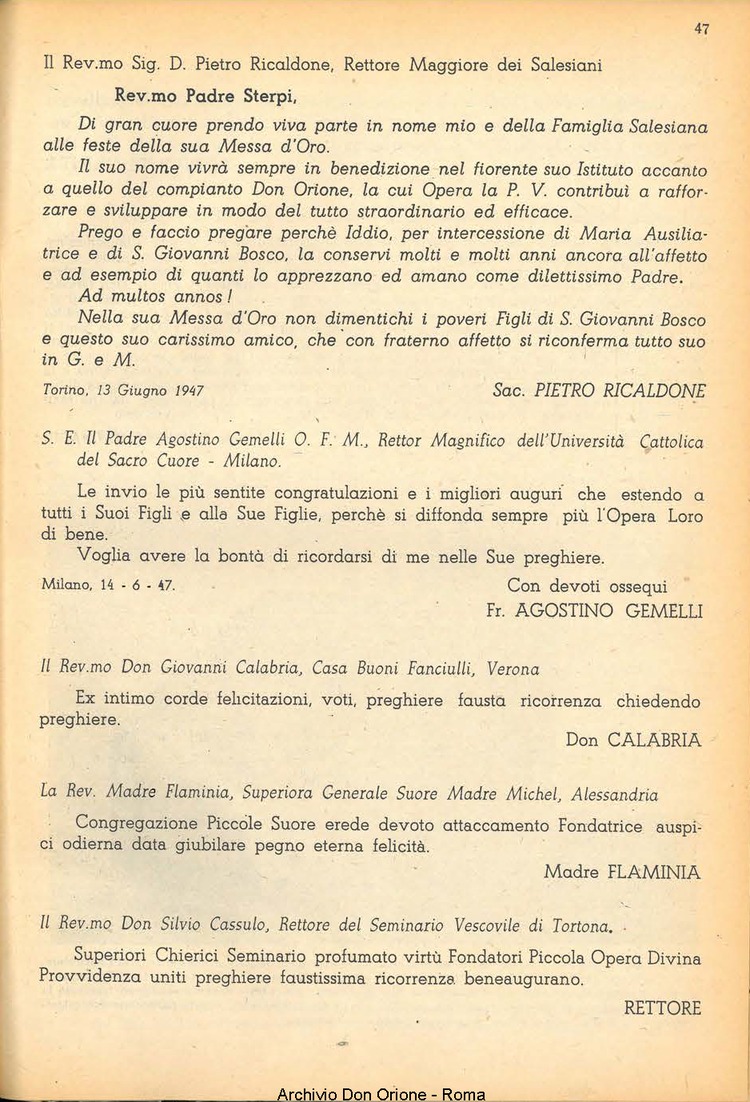 47
Il Rev.mo Sig. D. Pietro Ricaldone, Rettore Maggiore dei Salesiani
Rev.mo Padre Sterpi,
Di gran cuore prendo viva parte in nome mio e della Famiglia Salesiana
alle feste della sua Messa d'Oro.
Il suo nome vivrà sempre in benedizione nel fiorente suo Istituto accanto
a quello del compianto Don Orione, la cui Opera la P. V. contribuì a raffor-
zare e sviluppare in modo del tutto straordinario ed efficace.
Prego e faccio pregare perchè Iddio, per intercessione di Maria Ausilia-
trice e di S. Giovanni Bosco, la conservi molti e molti anni ancora all'affetto
e ad esempio di quanti lo apprezzano ed amano come dilettissimo Padre.
Ad multos annos!
Nella sua Messa d'Oro non dimentichi i poveri Figli di S. Giovanni Bosco
e questo suo carissimo amico, che con fraterno affetto si riconferma tutto suo
in G. e M.
Torino, 13 Giugno 1947 Sac. PIETRO RICALDONE
S. E. Il Padre Agostino Gemelli O. F. M., Rettor Magnifico dell'Università Cattolica
del Sacro Cuore - Milano.
Le invio le più sentite congratulazioni e i migliori auguri che estendo a
tutti i Suoi Figli e alle Sue Figlie, perchè si diffonda sempre più l'Opera Loro
di bene.
Voglia avere la bontà di ricordarsi di me nelle Sue preghiere.
Milano, 14 - 6 - 47. Con devoti ossequi
Fr. AGOSTINO GEMELLI
Il Rev.mo Don Giovanni Calabria, Casa Buoni Fanciulli, Verona
Ex intimo corde felicitazioni, voti, preghiere fausta ricorrenza chiedendo
preghiere.
Don CALABRIA
La Rev. Madre Flaminia, Superiora Generale Suore Madre Michel, Alessandria
Congregazione Piccole Suore erede devoto attaccamento Fondatrice auspi-
ci odierna data giubilare pegno eterna felicità.
Madre FLAMINIA
Il Rev.mo Don Silvio Cassulo, Rettore del Seminario Vescovile di Tortona.
Superiori Chierici Seminario profumato virtù Fondatori Piccola Opera Divina
Provvidenza uniti preghiere faustissima ricorrenza beneaugurano.
RETTORE
Archivio Don Orione - Roma